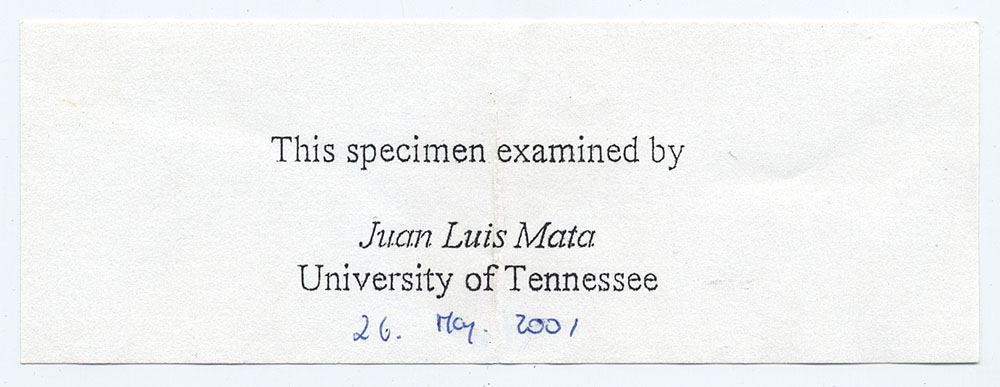 This specimen examined by
Juan Luis Mata
University of Tennessee
26. May. 2001